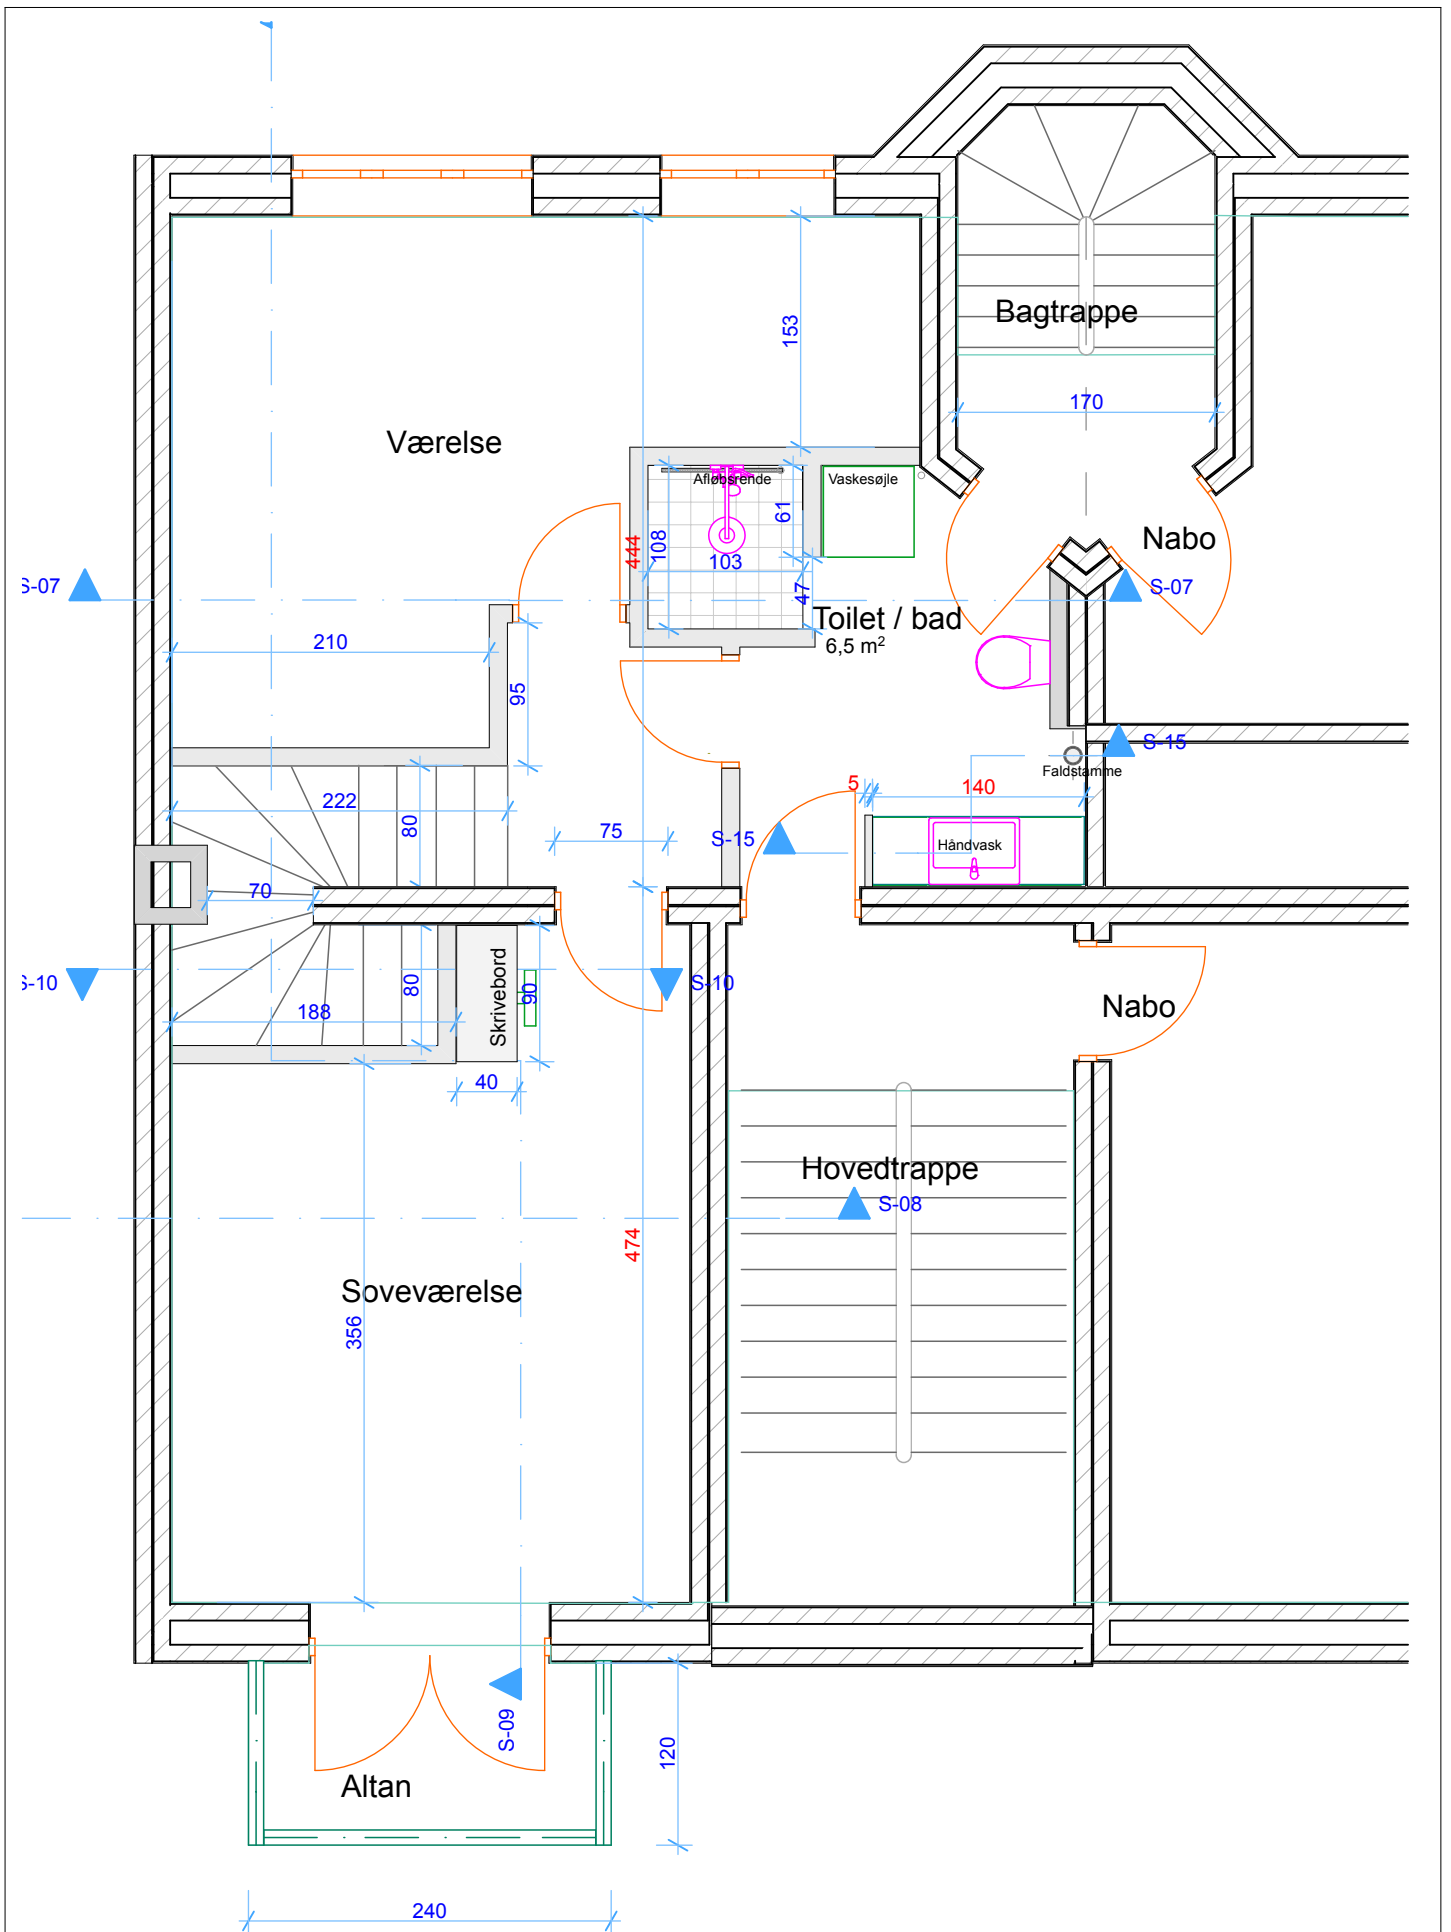 Bagtrappe
153
170
Værelse
Afløbsrende
Vaskesøjle
61
108
444
103
47
Nabo
S-07
S-07
Toilet / bad
6,5 m²
210
95
S-15
Faldstamme
222
80
75
S-15
5
140
Håndvask
70
S-10
80
188
Skrivebord
90
S-10
Nabo
40
Hovedtrappe
S-08
474
Soveværelse
356
S-09
120
Altan
240